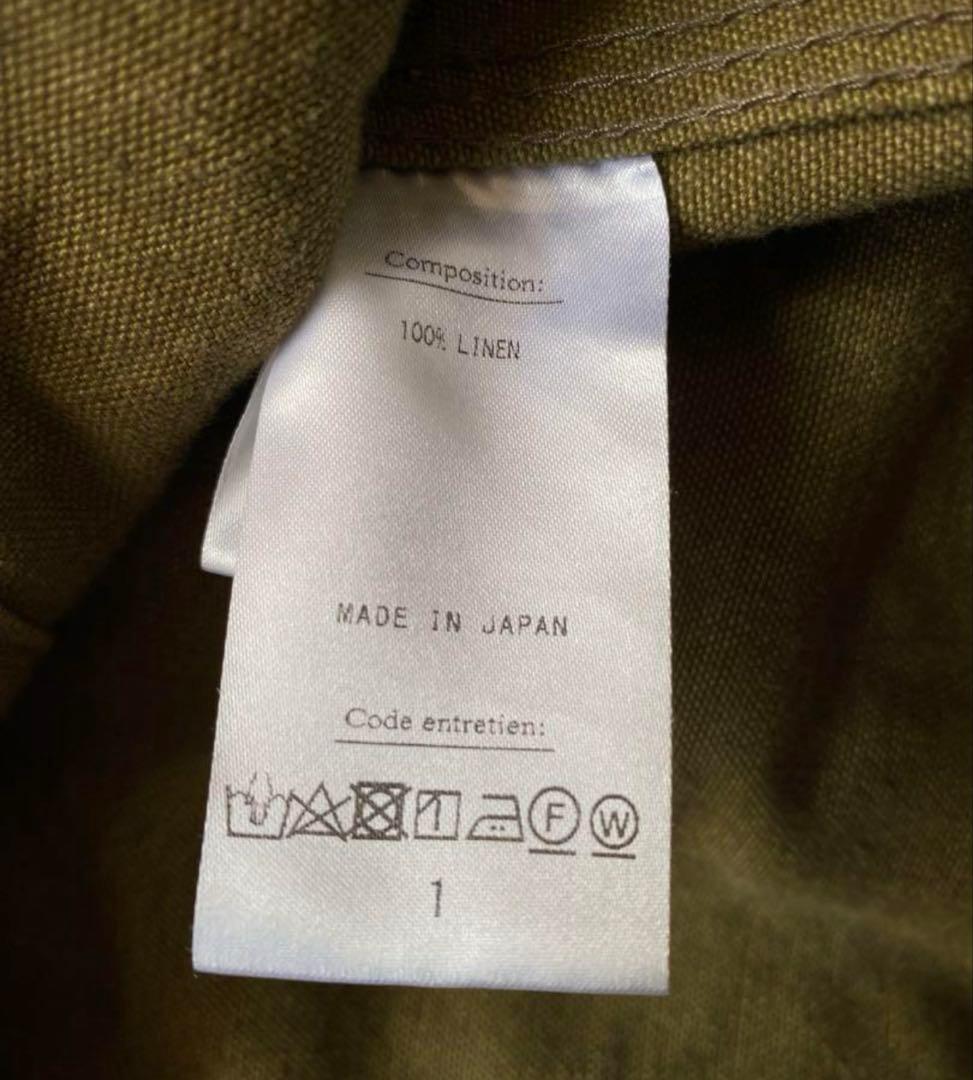 Composition:
100% LINEN
MADE IN JAPAN
Code entretien:
F W
1